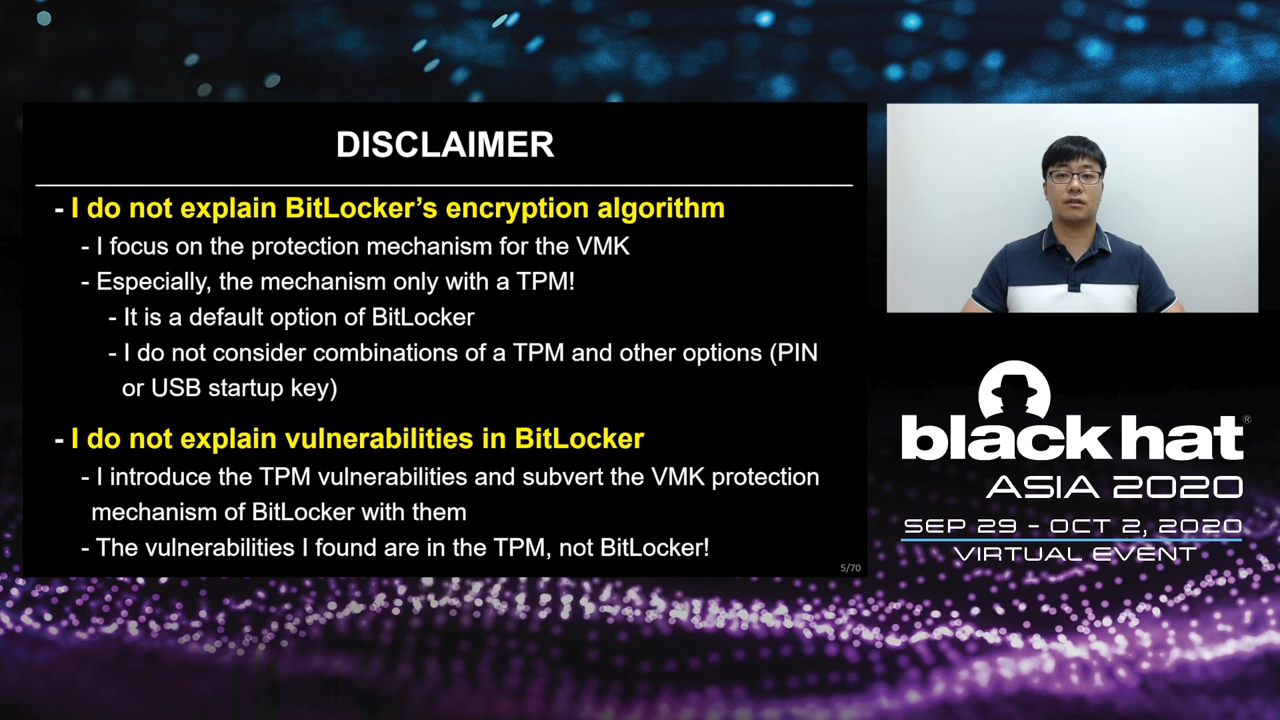 DISCLAIMER
- I do not explain BitLocker’s encryption algorithm
- I focus on the protection mechanism for the VMK
- Especially, the mechanism only with a TPM!
- It is a default option of BitLocker
- I do not consider combinations of a TPM and other options (PIN
or USB startup key)
- I do not explain vulnerabilities in BitLocker
- I introduce the TPM vulnerabilities and subvert the VMK protection
mechanism of BitLocker with them
- The vulnerabilities I found are in the TPM, not BitLocker!
5/70
black hat®
ASIA 2020
SEP 29 - OCT 2, 2020
VIRTUAL EVENT